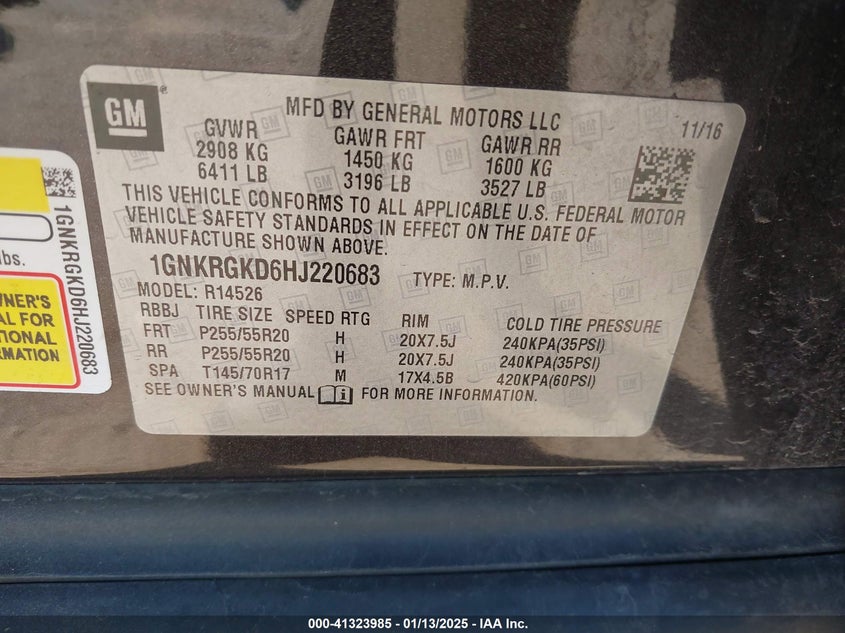 GM
®
MFD BY GENERAL MOTORS LLC
11/16
GVWR GAWR FRT GAWR RR
2908 KG 1450 KG 1600 KG
6411 LB 3196 LB 3527 LB
THIS VEHICLE CONFORMS TO ALL APPLICABLE U.S. FEDERAL MOTOR
VEHICLE SAFETY STANDARDS IN EFFECT ON THE DATE OF
MANUFACTURE SHOWN ABOVE.
1GNKRGKD6HJ220683 TYPE: M.P.V.
MODEL: R14526
RBBJ TIRE SIZE SPEED RTG RIM COLD TIRE PRESSURE
FRT P255/55R20 H 20X7.5J 240KPA(35PSI)
RR P255/55R20 H 20X7.5J 240KPA(35PSI)
SPA T145/70R17 M 17X4.5B 420KPA(60PSI)
SEE OWNER'S MANUAL i FOR MORE INFORMATION.
1GNKRGKD6HJ220683
lbs.
000-41323985 - 01/13/2025 - IAA Inc.